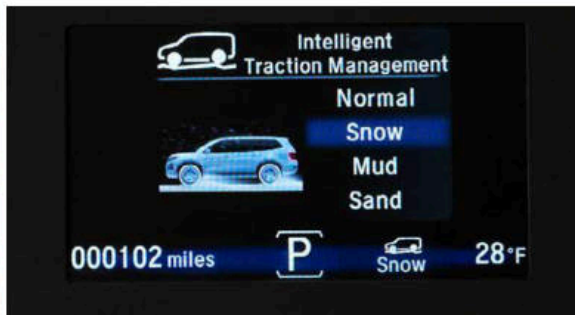 Intelligent
Traction Management
Normal
Snow
Mud
Sand
000102 miles P Snow 28°F